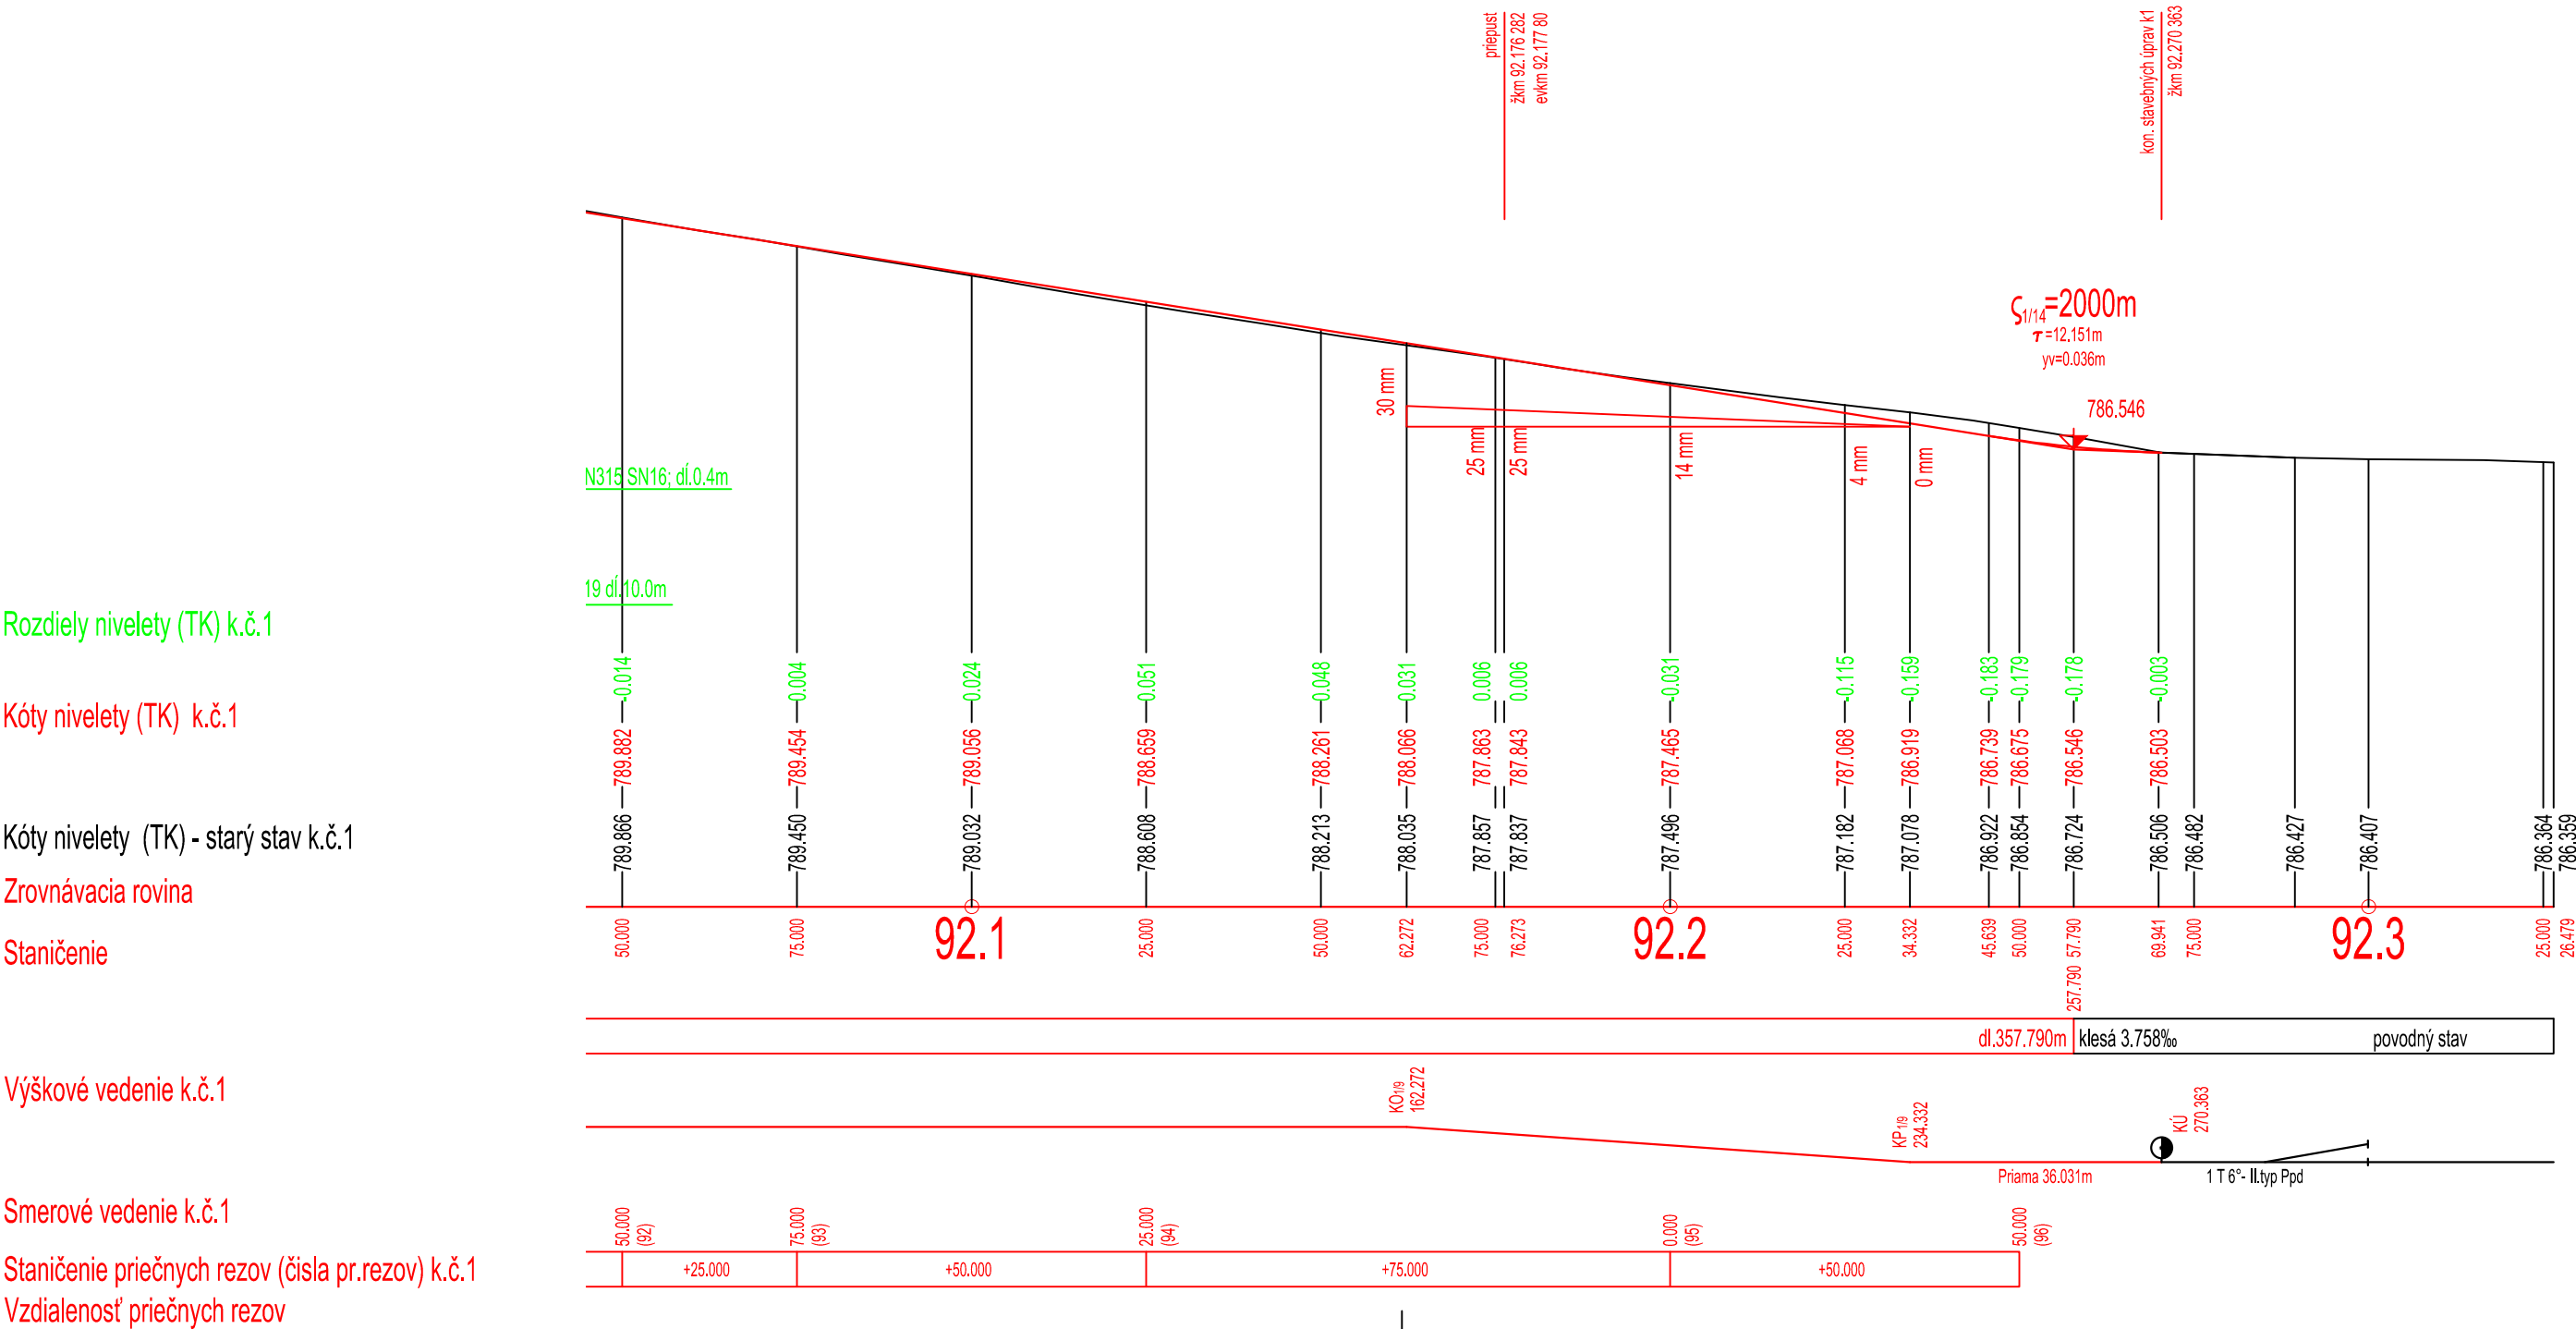 priepust
žkm 92.176 282
evkm 92.177 80
kon. stavebných úprav k1
žkm 92.270 363
ς1/14=2000m
τ=12.151m
yv=0.036m
786.546
30 mm
25 mm
25 mm
14 mm
4 mm
0 mm
N315 SN16; dĺ.0.4m
19 dĺ.10.0m
Rozdiely nivelety (TK) k.č.1
-0.014
-0.004
0.024
0.051
0.048
0.031
0.006
0.006
-0.031
-0.115
-0.159
-0.183
-0.179
-0.178
-0.003
Kóty nivelety (TK) k.č.1
789.882
789.454
789.056
788.659
788.261
788.066
787.863
787.843
787.465
787.068
786.919
786.739
786.675
786.546
786.503
Kóty nivelety (TK) - starý stav k.č.1
789.866
789.450
789.032
788.608
788.213
788.035
787.857
787.837
787.496
787.182
787.078
786.922
786.854
786.724
786.506
786.482
786.427
786.407
786.364
786.359
Zrovnávacia rovina
Staničenie
50.000
75.000
92.1
25.000
50.000
62.272
75.000
76.273
92.2
25.000
34.332
45.639
50.000
257.790 57.790
69.941
75.000
92.3
25.000
26.479
dl.357.790m
klesá 3.758‰
povodný stav
Výškové vedenie k.č.1
KO1/9
162.272
KP1/9
234.332
KÚ
270.363
Priama 36.031m
1 T 6°- II.typ Ppd
Smerové vedenie k.č.1
50.000
(92)
75.000
(93)
25.000
(94)
0.000
(95)
50.000
(96)
Staničenie priečnych rezov (čisla pr.rezov) k.č.1
+25.000
+50.000
+75.000
+50.000
Vzdialenosť priečnych rezov